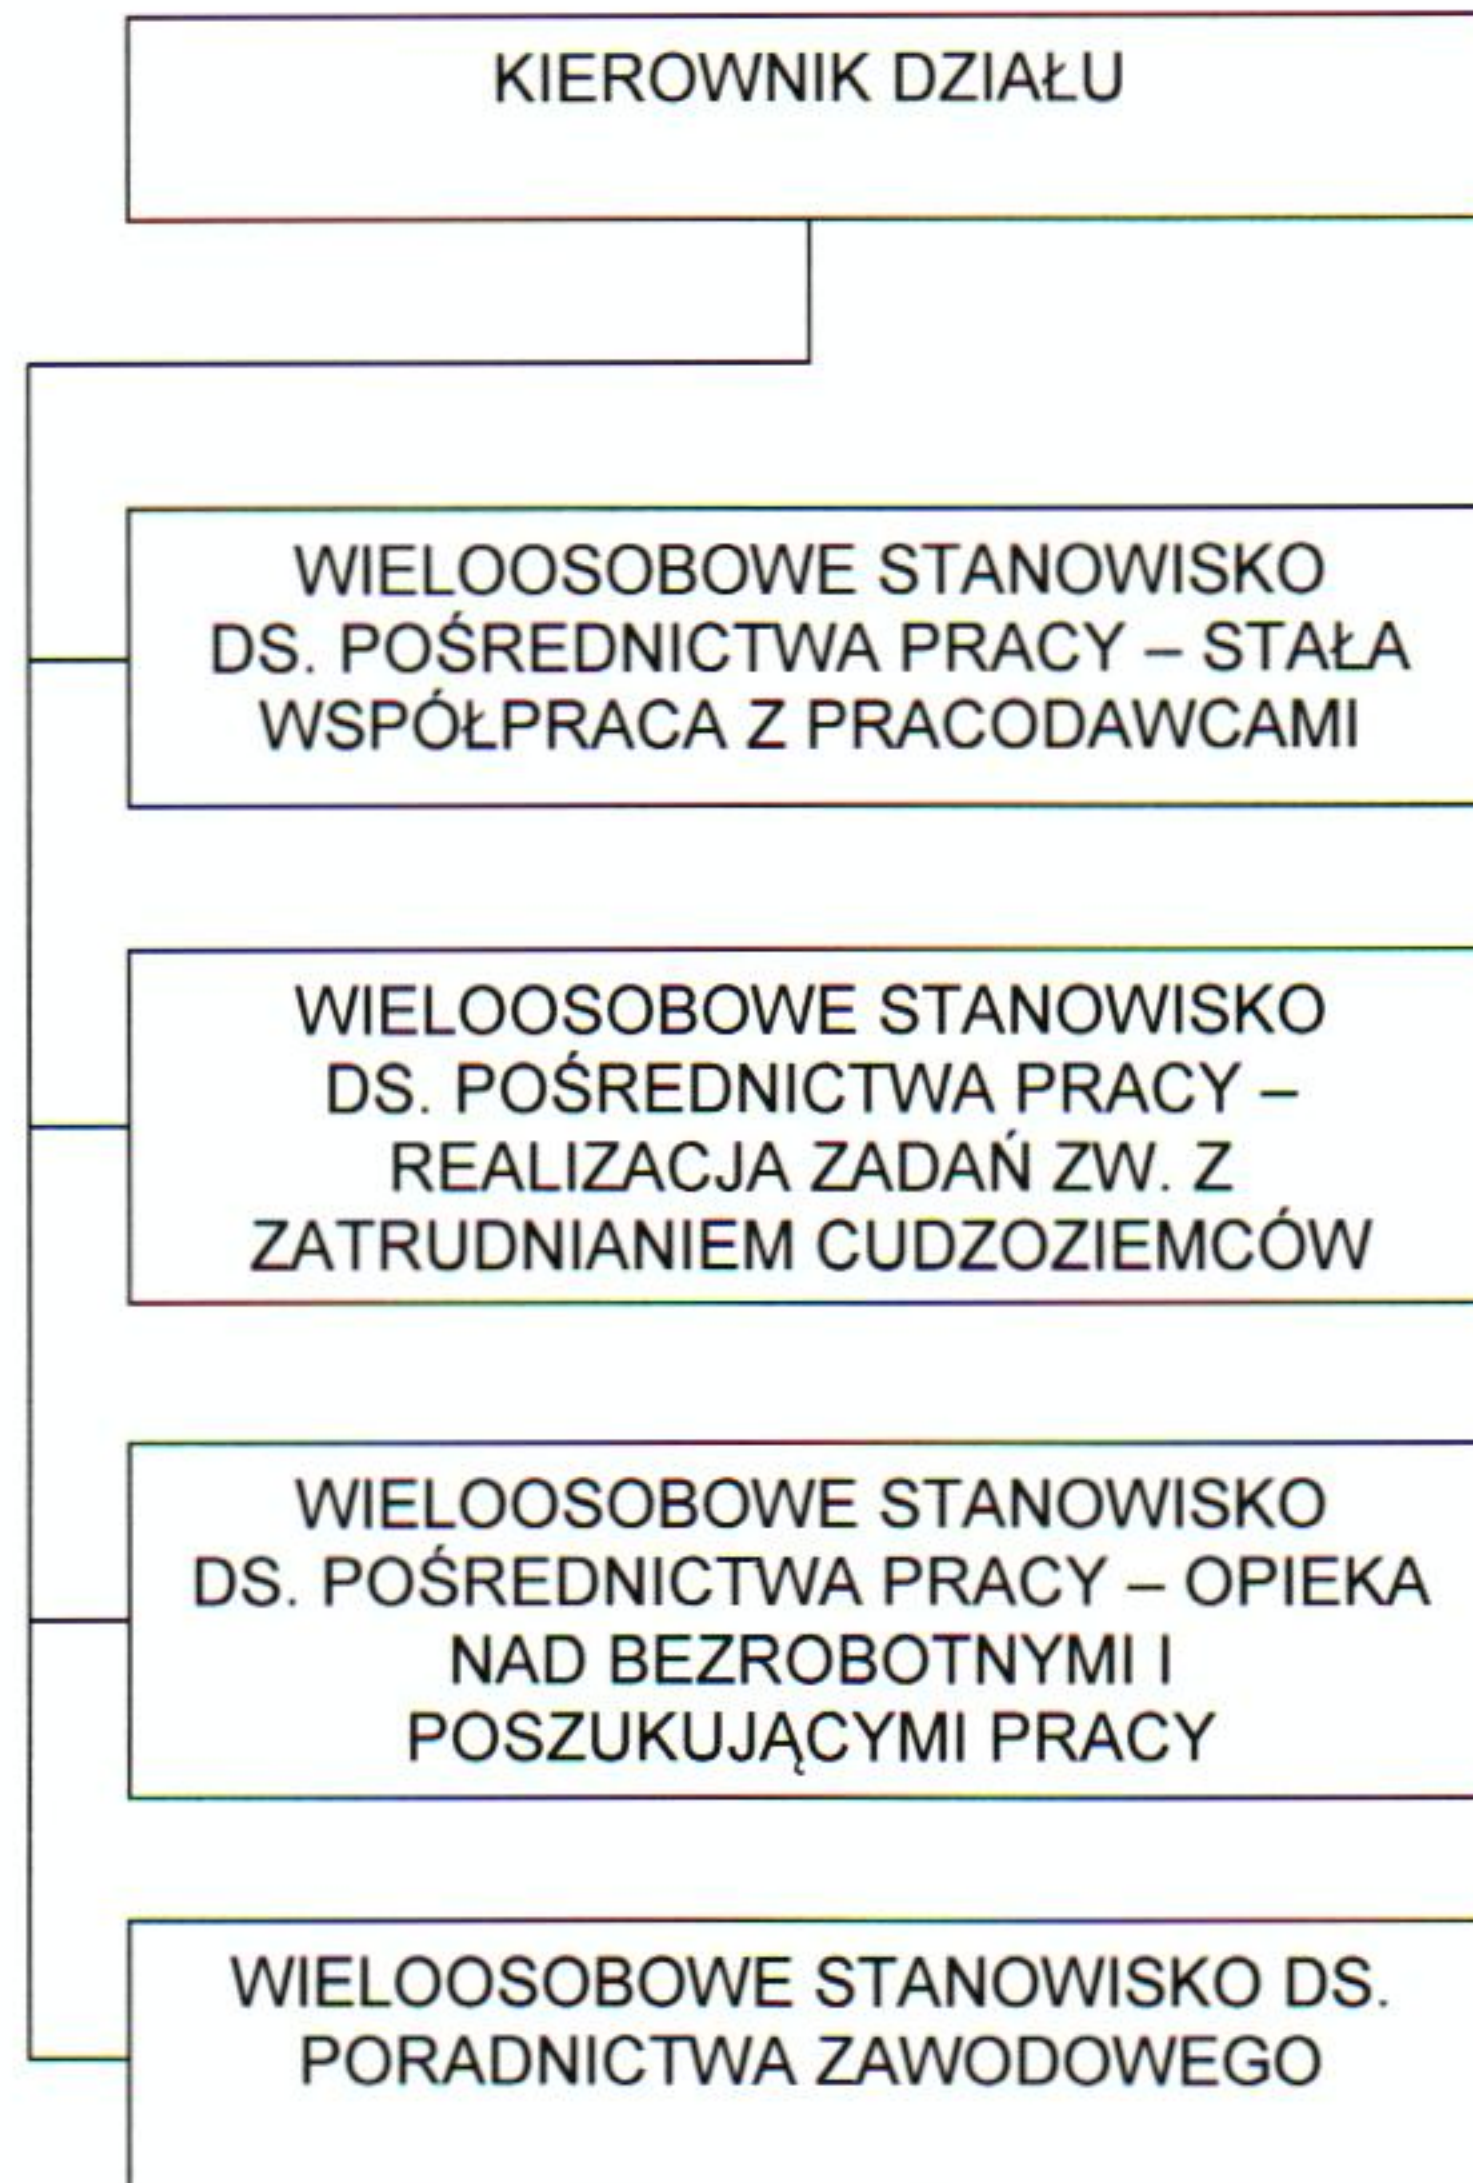 KIEROWNIK DZIAŁU
WIELOOSOBOWE STANOWISKO
DS. POŚREDNICTWA PRACY – STAŁA
WSPÓŁPRACA Z PRACODAWCAMI
WIELOOSOBOWE STANOWISKO
DS. POŚREDNICTWA PRACY –
REALIZACJA ZADAŃ ZW. Z
ZATRUDNIANIEM CUDZOZIEMCÓW
WIELOOSOBOWE STANOWISKO
DS. POŚREDNICTWA PRACY – OPIEKA
NAD BEZROBOTNYMI I
POSZUKUJĄCYMI PRACY
WIELOOSOBOWE STANOWISKO DS.
PORADNICTWA ZAWODOWEGO